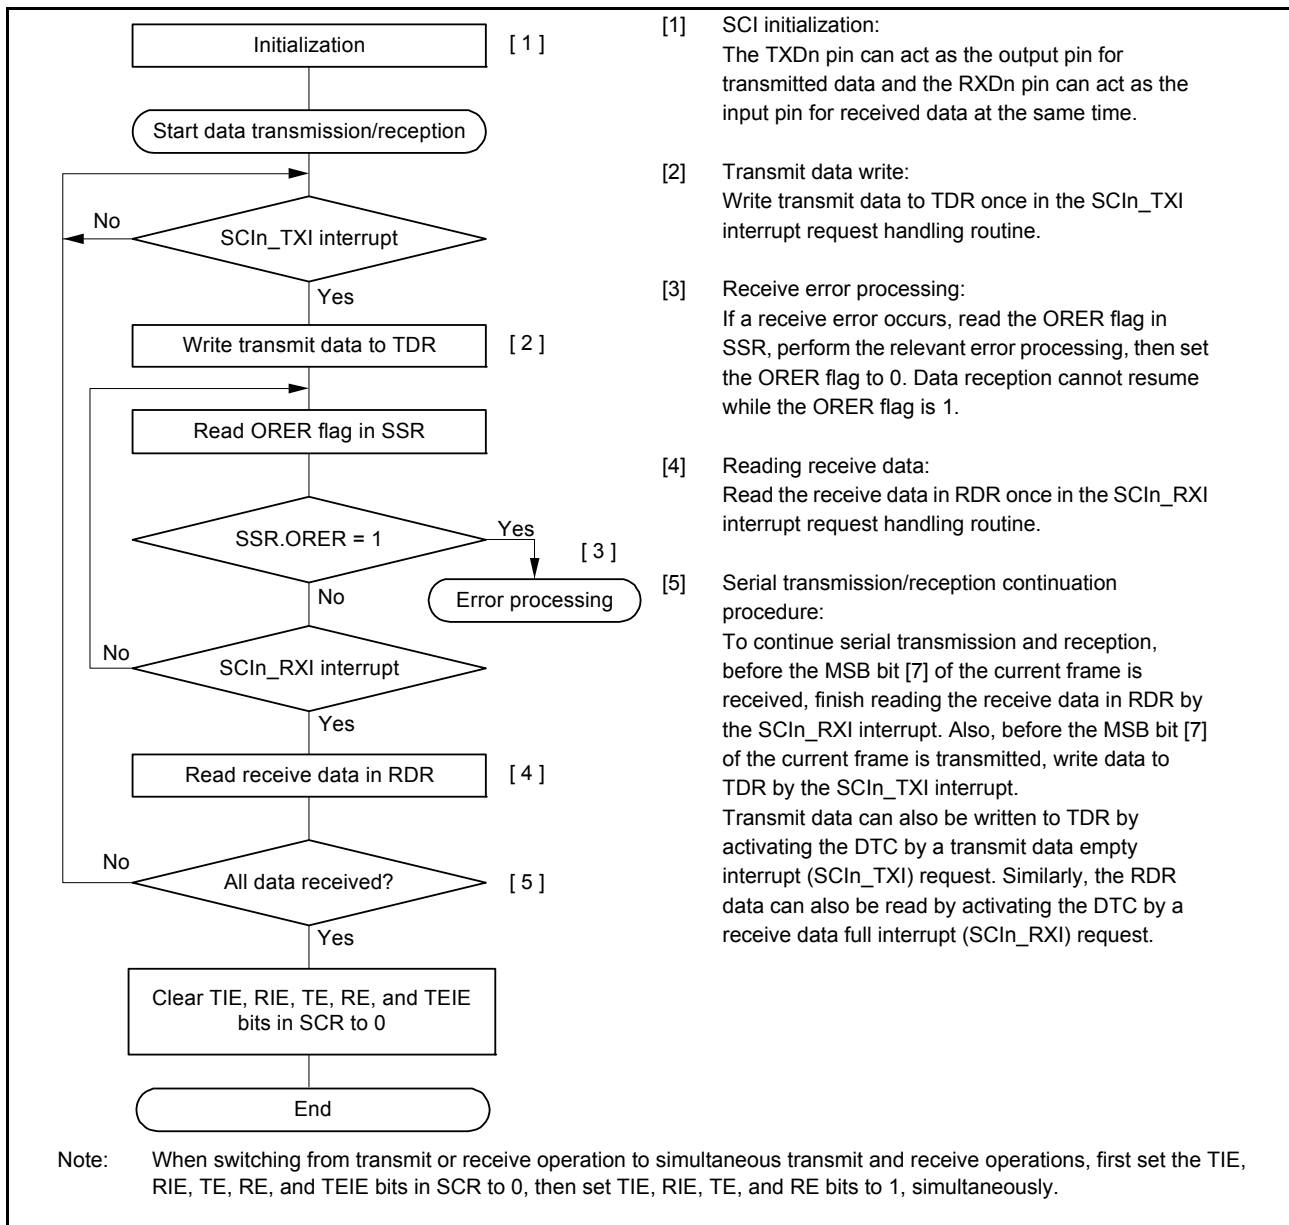 Initialization
[ 1 ]
Start data transmission/reception
No
SCIn_TXI interrupt
Yes
Write transmit data to TDR
[ 2 ]
Read ORER flag in SSR
SSR.ORER = 1
Yes
[ 3 ]
Error processing
No
No
SCIn_RXI interrupt
Yes
Read receive data in RDR
[ 4 ]
No
All data received?
[ 5 ]
Yes
Clear TIE, RIE, TE, RE, and TEIE
bits in SCR to 0
End
[1] SCI initialization:
The TXDn pin can act as the output pin for
transmitted data and the RXDn pin can act as the
input pin for received data at the same time.
[2] Transmit data write:
Write transmit data to TDR once in the SCIn_TXI
interrupt request handling routine.
[3] Receive error processing:
If a receive error occurs, read the ORER flag in
SSR, perform the relevant error processing, then set
the ORER flag to 0. Data reception cannot resume
while the ORER flag is 1.
[4] Reading receive data:
Read the receive data in RDR once in the SCIn_RXI
interrupt request handling routine.
[5] Serial transmission/reception continuation
procedure:
To continue serial transmission and reception,
before the MSB bit [7] of the current frame is
received, finish reading the receive data in RDR by
the SCIn_RXI interrupt. Also, before the MSB bit [7]
of the current frame is transmitted, write data to
TDR by the SCIn_TXI interrupt.
Transmit data can also be written to TDR by
activating the DTC by a transmit data empty
interrupt (SCIn_TXI) request. Similarly, the RDR
data can also be read by activating the DTC by a
receive data full interrupt (SCIn_RXI) request.
Note: When switching from transmit or receive operation to simultaneous transmit and receive operations, first set the TIE,
RIE, TE, RE, and TEIE bits in SCR to 0, then set TIE, RIE, TE, and RE bits to 1, simultaneously.